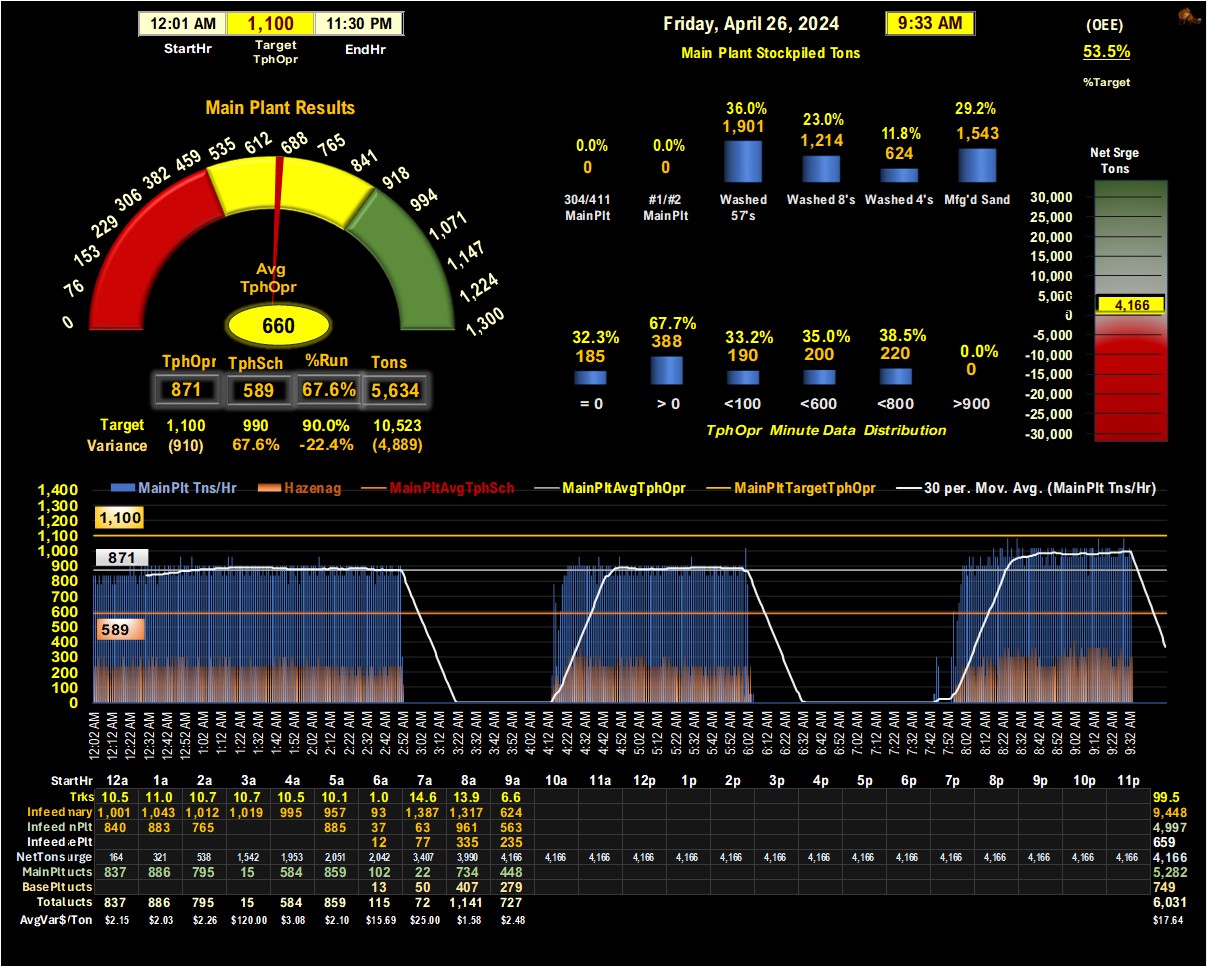 12:01 AM 1,100 11:30 PM
StartHr Target TphOpr EndHr
Friday, April 26, 2024 9:33 AM
Main Plant Stockpiled Tons
(OEE)
53.5%
%Target
Main Plant Results
0 76 153 229 306 382 459 535 612 688 765 841 918 994 1,071 1,147 1,224 1,300
Avg
TphOpr
660
TphOpr TphSch %Run Tons
871 589 67.6% 5,634
Target 1,100 990 90.0% 10,523
Variance (910) 67.6% -22.4% (4,889)
0.0% 0.0% 36.0% 23.0% 11.8% 29.2%
0 0 1,901 1,214 624 1,543
304/411 MainPlt #1/#2 MainPlt Washed 57's Washed 8's Washed 4's Mfg'd Sand
32.3% 67.7% 33.2% 35.0% 38.5% 0.0%
185 388 190 200 220 0
= 0 > 0 <100 <600 <800 >900
TphOpr Minute Data Distribution
Net Srge
Tons
30,000
25,000
20,000
15,000
10,000
5,000
4,166
0
-5,000
-10,000
-15,000
-20,000
-25,000
-30,000
MainPlt Tns/Hr Hazenag MainPltAvgTphSch MainPltAvgTphOpr MainPltTargetTphOpr 30 per. Mov. Avg. (MainPlt Tns/Hr)
1,400
1,300
1,200
1,100
1,000
900
800
700
600
500
400
300
200
100
0
1,100
871
589
12:02 AM 12:12 AM 12:22 AM 12:32 AM 12:42 AM 12:52 AM 1:02 AM 1:12 AM 1:22 AM 1:32 AM 1:42 AM 1:52 AM 2:02 AM 2:12 AM 2:22 AM 2:32 AM 2:42 AM 2:52 AM 3:02 AM 3:12 AM 3:22 AM 3:32 AM 3:42 AM 3:52 AM 4:02 AM 4:12 AM 4:22 AM 4:32 AM 4:42 AM 4:52 AM 5:02 AM 5:12 AM 5:22 AM 5:32 AM 5:42 AM 5:52 AM 6:02 AM 6:12 AM 6:22 AM 6:32 AM 6:42 AM 6:52 AM 7:02 AM 7:12 AM 7:22 AM 7:32 AM 7:42 AM 7:52 AM 8:02 AM 8:12 AM 8:22 AM 8:32 AM 8:42 AM 8:52 AM 9:02 AM 9:12 AM 9:22 AM 9:32 AM
StartHr 12a 1a 2a 3a 4a 5a 6a 7a 8a 9a 10a 11a 12p 1p 2p 3p 4p 5p 6p 7p 8p 9p 10p 11p
Trks 10.5 11.0 10.7 10.7 10.5 10.1 1.0 14.6 13.9 6.6 99.5
Infeed mary 1,001 1,043 1,012 1,019 995 957 93 1,387 1,317 624 9,448
Infeed nPlt 840 883 765 885 37 63 961 563 4,997
Infeed ePlt 12 77 335 235 659
NetTons urge 164 321 538 1,542 1,953 2,051 2,042 3,407 3,990 4,166 4,166 4,166 4,166 4,166 4,166 4,166 4,166 4,166 4,166 4,166 4,166 4,166 4,166 4,166 4,166
MainPlt ucts 837 886 795 15 584 859 102 22 734 448 5,282
BasePlt ucts 13 50 407 279 749
Total ucts 837 886 795 15 584 859 115 72 1,141 727 6,031
AvgVar$/Ton $2.15 $2.03 $2.26 $120.00 $3.08 $2.10 $15.69 $25.00 $1.58 $2.48 $17.64